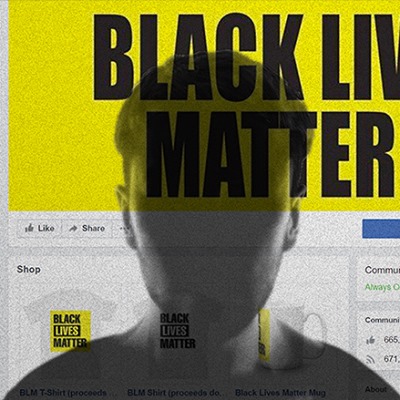 BLACK LIV
MATTER
Like
Share
Shop
Commun
Always O
BLACK
LIVES
MATTER
BLACK
LIVES
MATTER
Communi
665,
671,
BLM T-Shirt (proceeds ...
BLM Shirt (proceeds do...
Black Lives Matter Mug
About